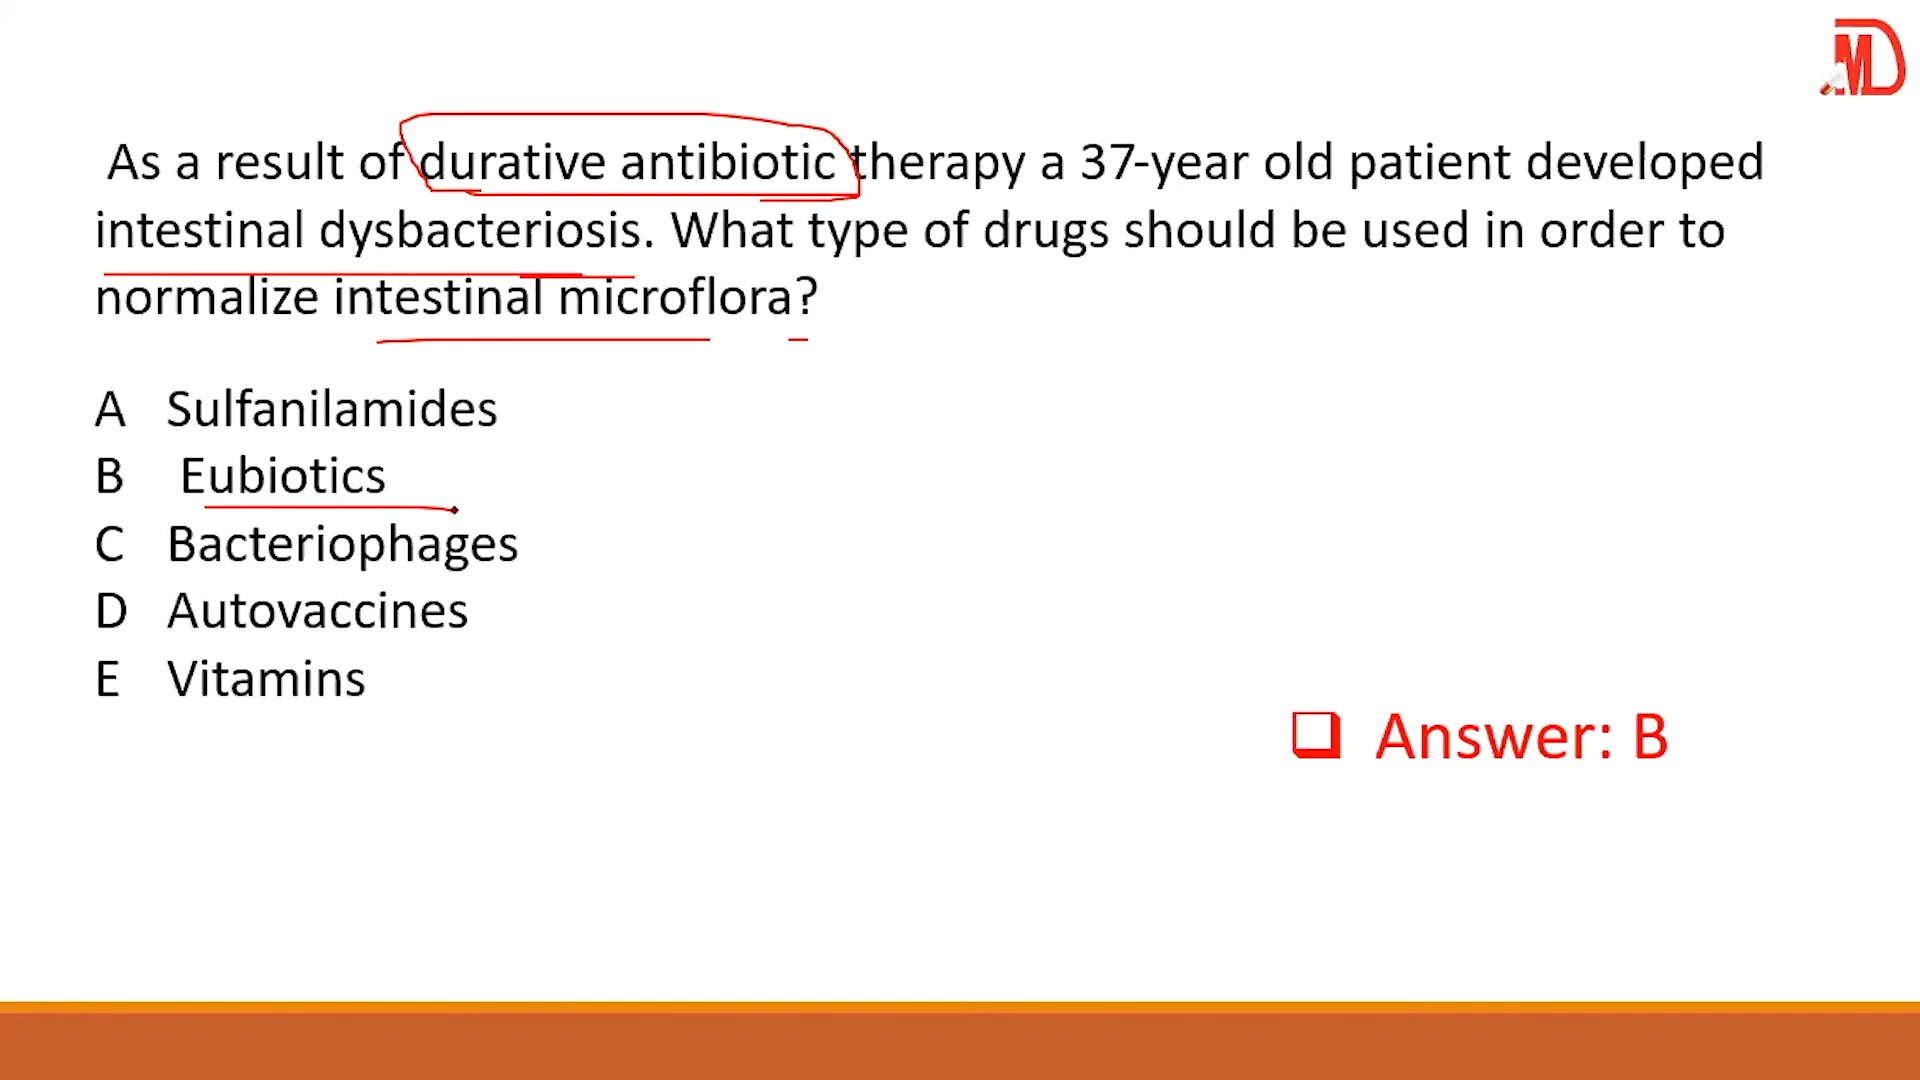 MD
As a result of durative antibiotic therapy a 37-year old patient developed
intestinal dysbacteriosis. What type of drugs should be used in order to
normalize intestinal microflora?
A Sulfanilamides
B Eubiotics
C Bacteriophages
D Autovaccines
E Vitamins
Answer: B